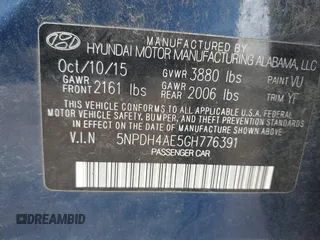 MANUFACTURED BY
HYUNDAI MOTOR MANUFACTURING ALABAMA, LLC
Oct/10/15 GVWR 3880 lbs PAINT VU
GAWR FRONT 2161 lbs GAWR REAR 2006 lbs TRIM YF
THIS VEHICLE CONFORMS TO ALL APPLICABLE U.S.A. FEDERAL
MOTOR VEHICLE SAFETY, BUMPER, AND THEFT PREVENTION
STANDARDS IN EFFECT ON THE DATE OF MANUFACTURE SHOWN ABOVE.
V.I.N 5NPDH4AE5GH776391
PASSENGER CAR
STAT.VIN